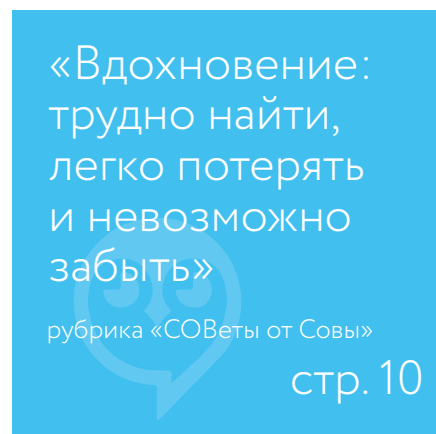 «Вдохновение:
трудно найти,
легко потерять
и невозможно
забыть»
рубрика «СОВеты от Совы»
стр. 10